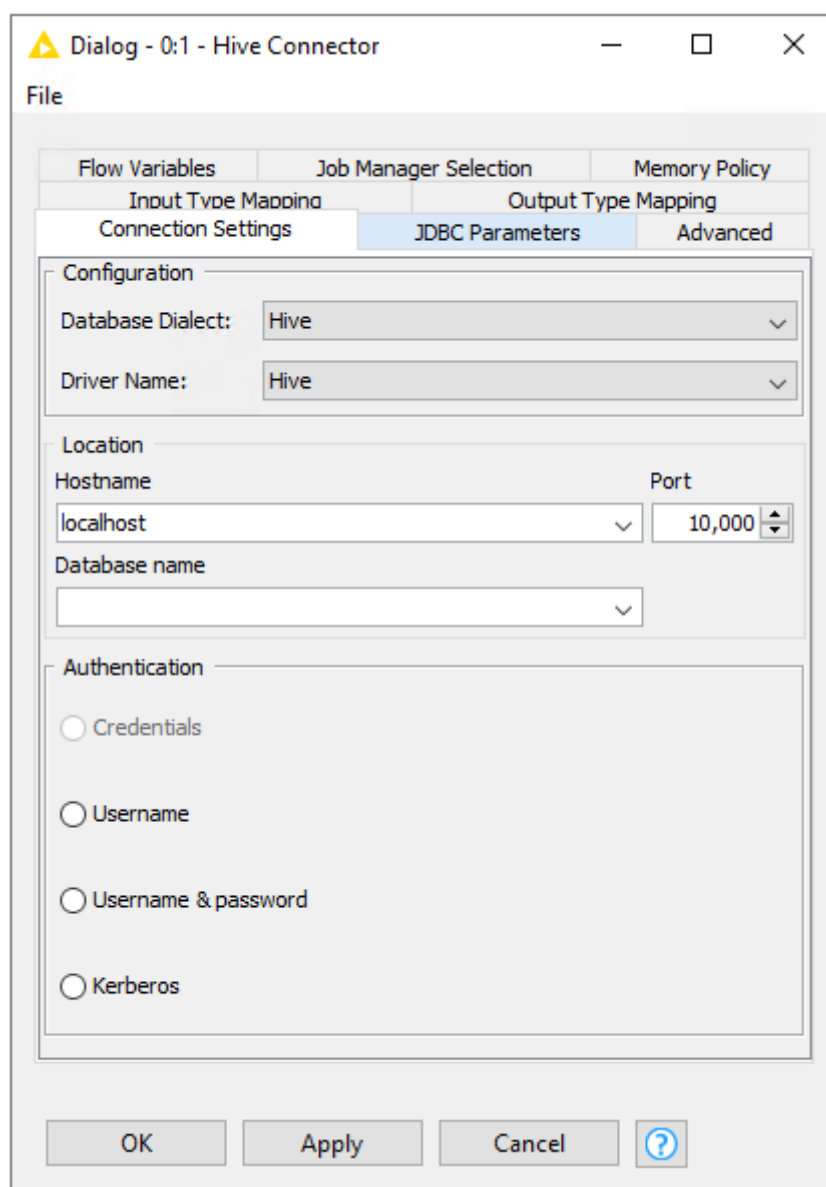 Dialog - 0:1 - Hive Connector
File
Flow Variables Job Manager Selection Memory Policy
Input Type Mapping Output Type Mapping
Connection Settings JDBC Parameters Advanced
Configuration
Database Dialect: Hive
Driver Name: Hive
Location
Hostname Port
localhost 10,000
Database name
Authentication
Credentials
Username
Username & password
Kerberos
OK Apply Cancel ?